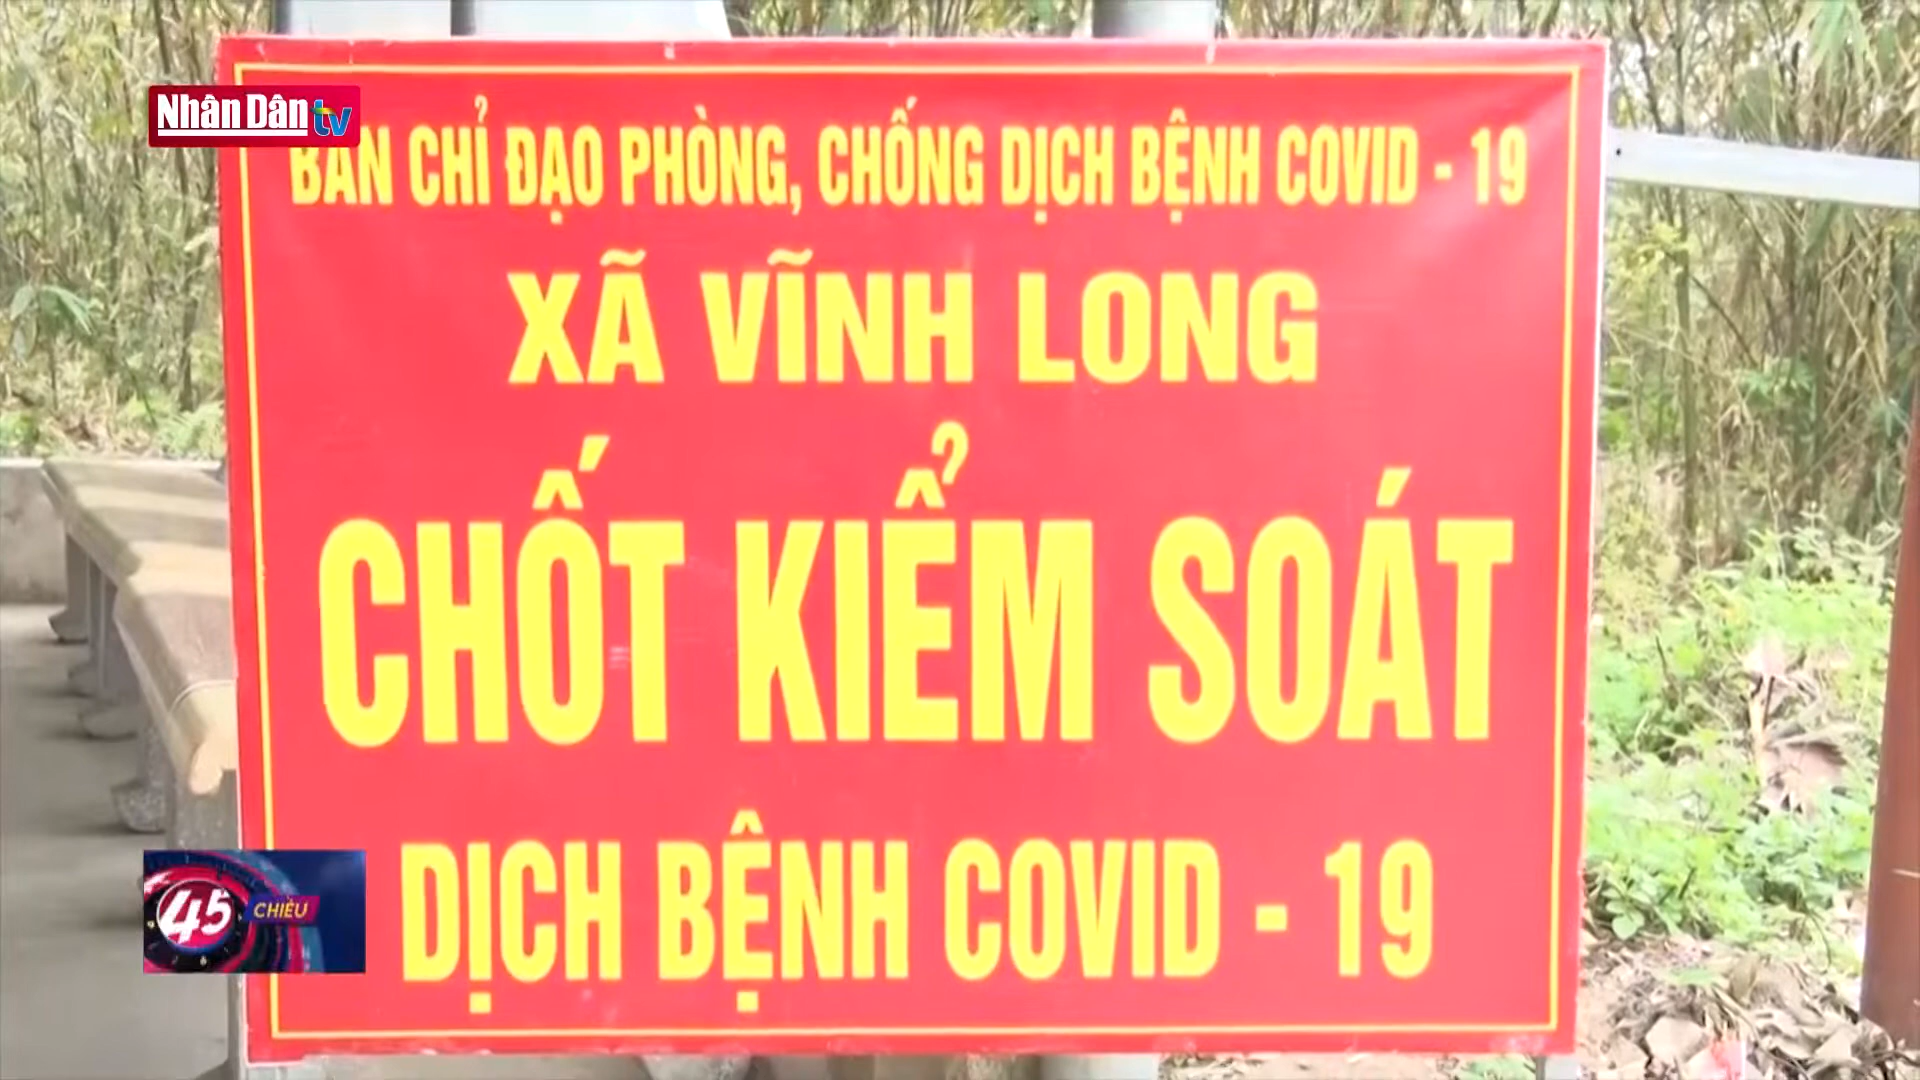 Nhân Dân tv
BAN CHỈ ĐẠO PHÒNG, CHỐNG DỊCH BỆNH COVID - 19
XÃ VĨNH LONG
CHỐT KIỂM SOÁT
DỊCH BỆNH COVID - 19
45 CHIỀU